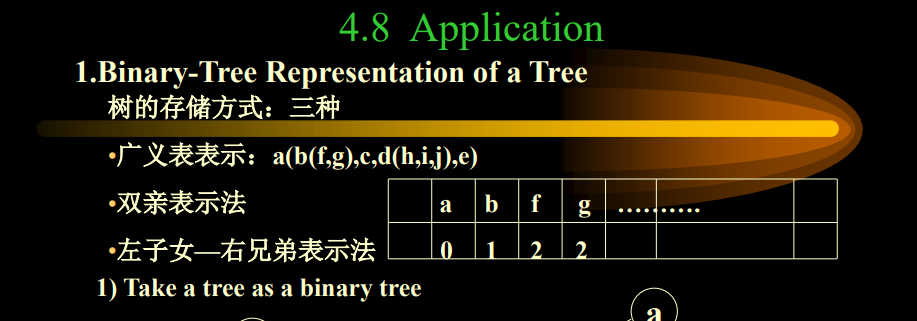 4.8 Application
1.Binary-Tree Representation of a Tree
树的存储方式：三种
•广义表表示：a(b(f,g),c,d(h,i,j),e)
•双亲表示法
a b f g ……….
•左子女—右兄弟表示法
0 1 2 2
1) Take a tree as a binary tree
a